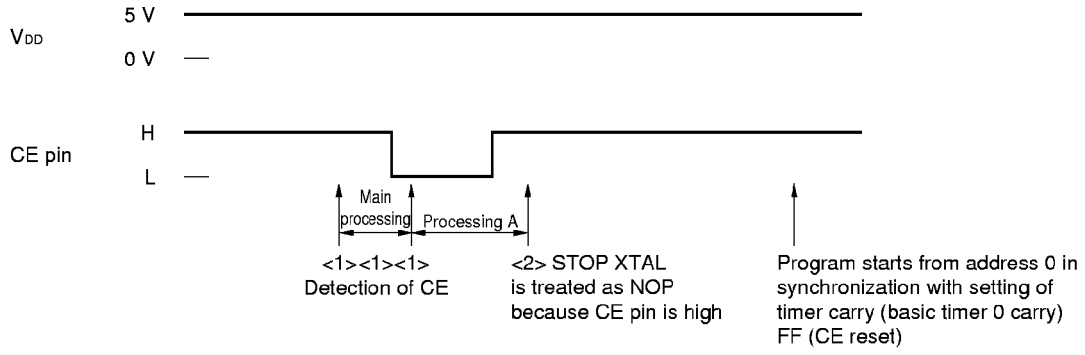 5 V
VDD
0 V
H
CE pin
L
Main
processing
Processing A
<1><1><1>
Detection of CE
<2> STOP XTAL
is treated as NOP
because CE pin is high
Program starts from address 0 in
synchronization with setting of
timer carry (basic timer 0 carry)
FF (CE reset)